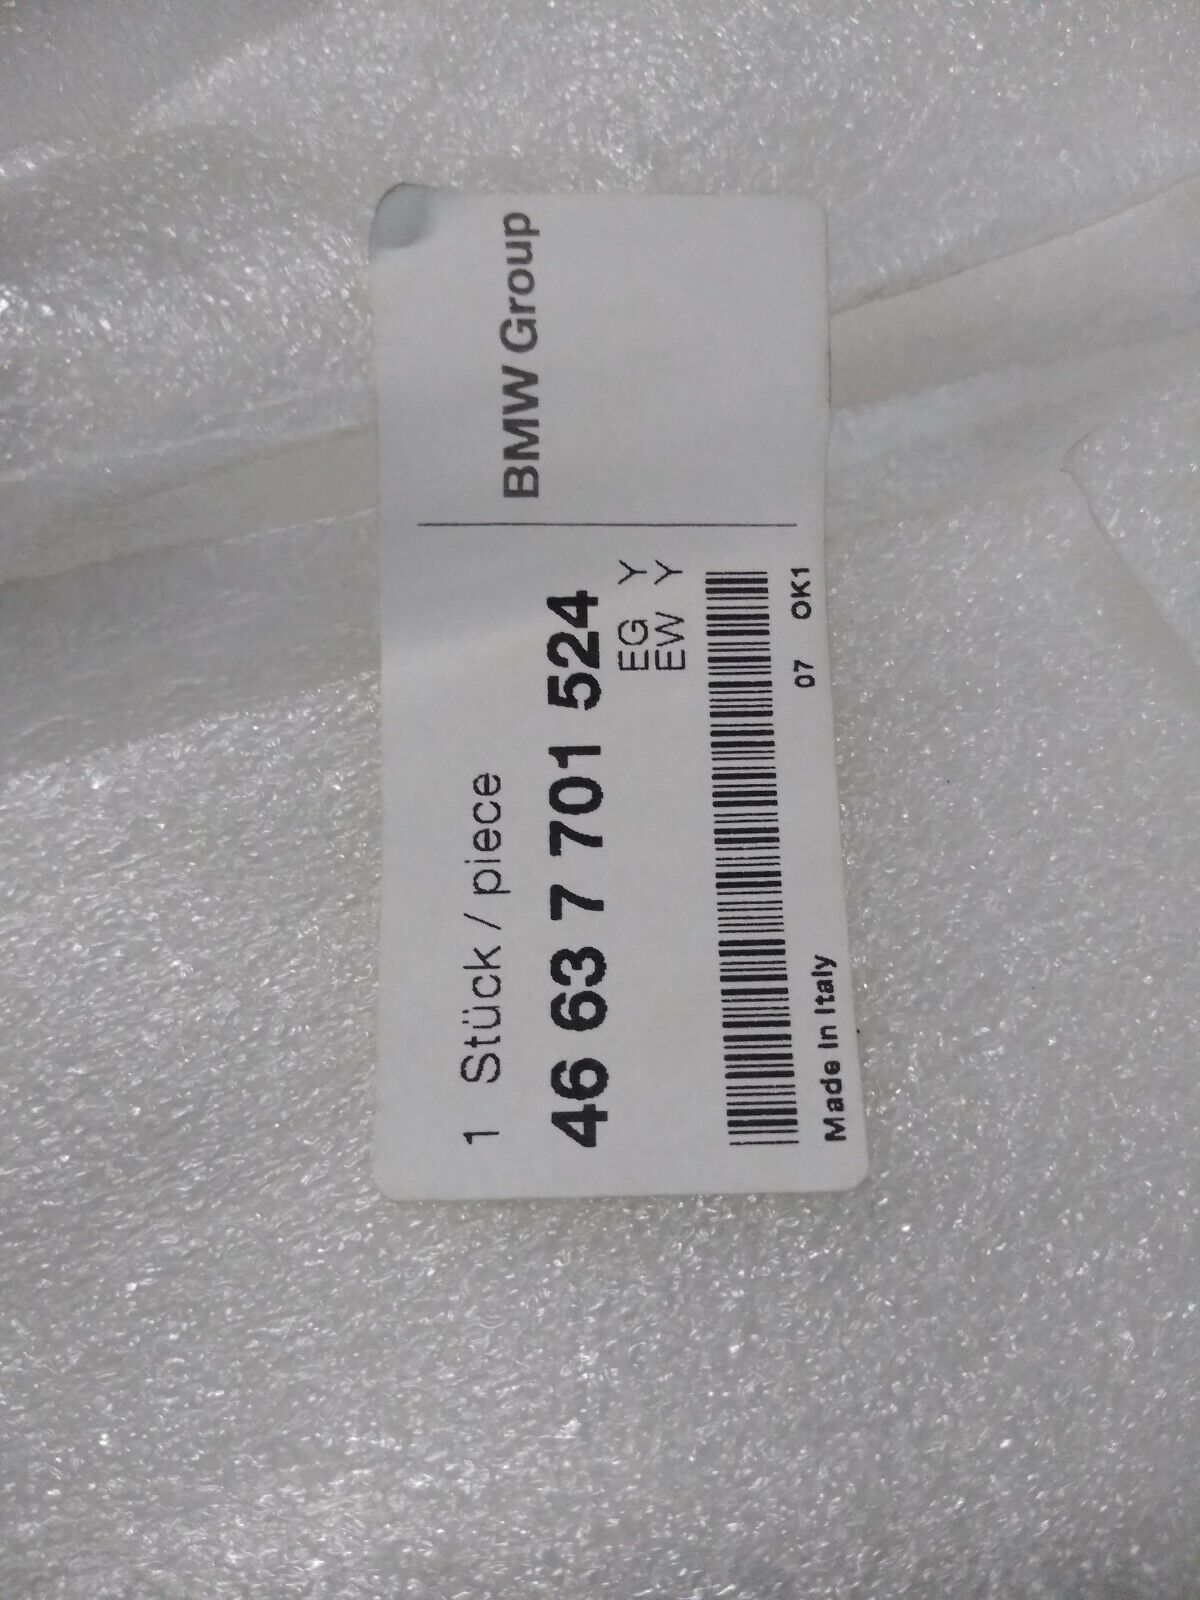 BMW Group
1 Stück / piece
46 63 7 701 524
EG Y
EW Y
07 OK1
Made in Italy